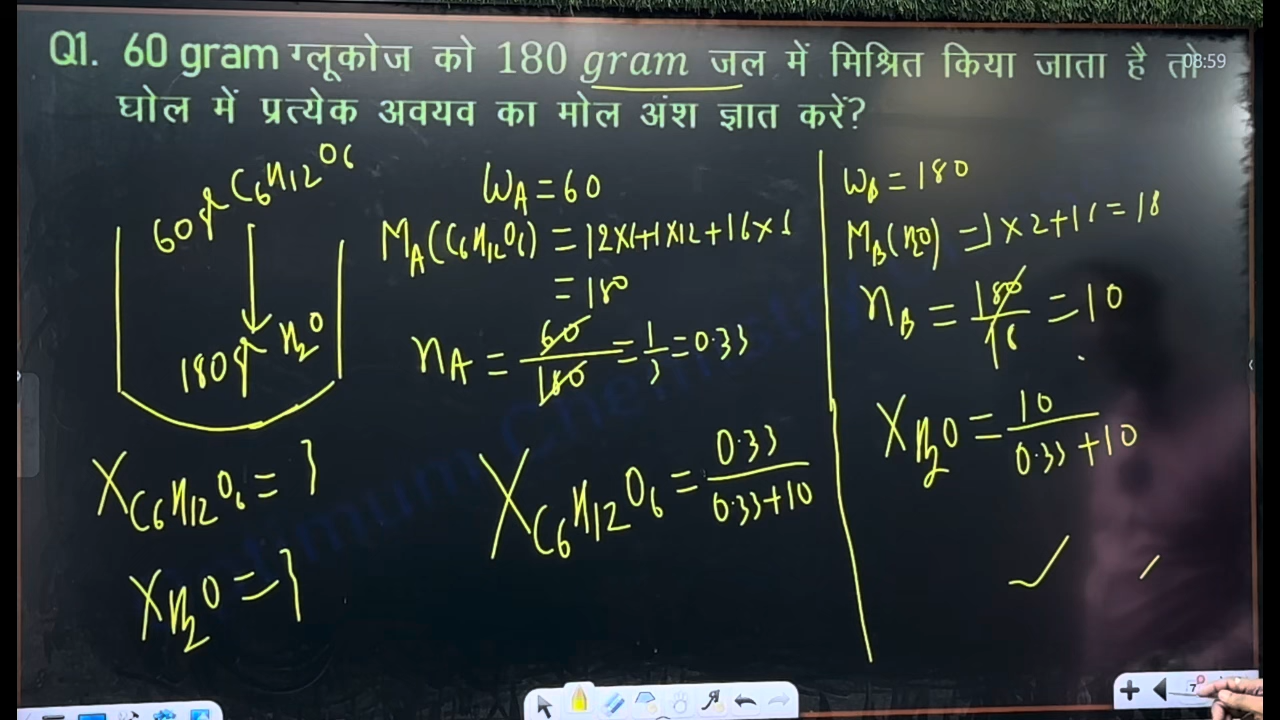 Q1. 60 gram ग्लूकोज को 180 gram जल में मिश्रित किया जाता है तो
08:59
घोल में प्रत्येक अवयव का मोल अंश ज्ञात करें?
60g C6H12O6
180g H2O
XC6H12O6 = ?
XH2O = ?
WA = 60
MA(C6H12O6) = 12×6+1×12+16×6
= 180
nA = 60/180 = 1/3 = 0.33
XC6H12O6 = 0.33/0.33+10
WB = 180
MB(H2O) = 1×2+16 = 18
nB = 180/18 = 10
XH2O = 10/0.33+10